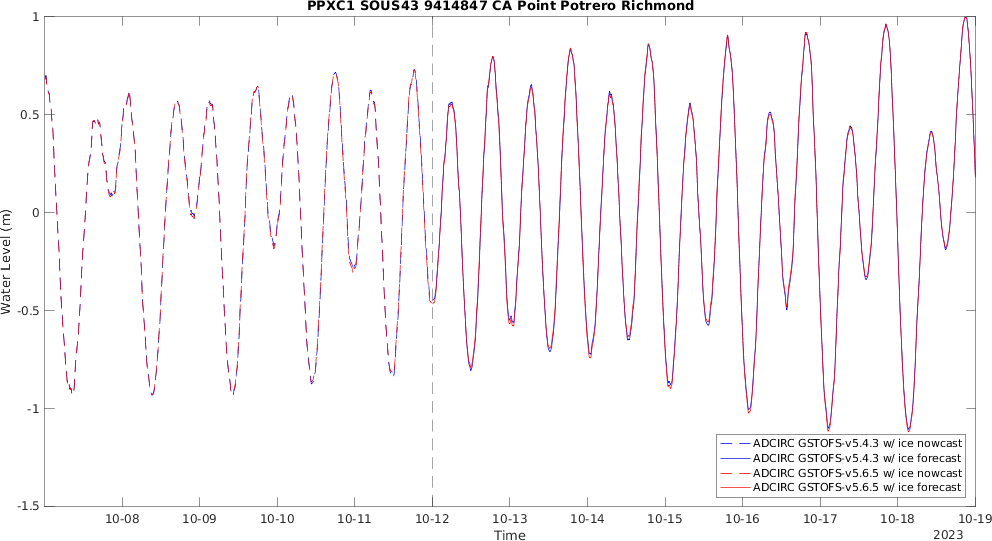 PPXC1 SOUS43 9414847 CA Point Potrero Richmond
1
0.5
0
-0.5
-1
-1.5
Water Level (m)
ADCIRC GSTOFS-v5.4.3 w/ ice nowcast
ADCIRC GSTOFS-v5.4.3 w/ ice forecast
ADCIRC GSTOFS-v5.6.5 w/ ice nowcast
ADCIRC GSTOFS-v5.6.5 w/ ice forecast
10-08 10-09 10-10 10-11 10-12 10-13 10-14 10-15 10-16 10-17 10-18 10-19
Time
2023